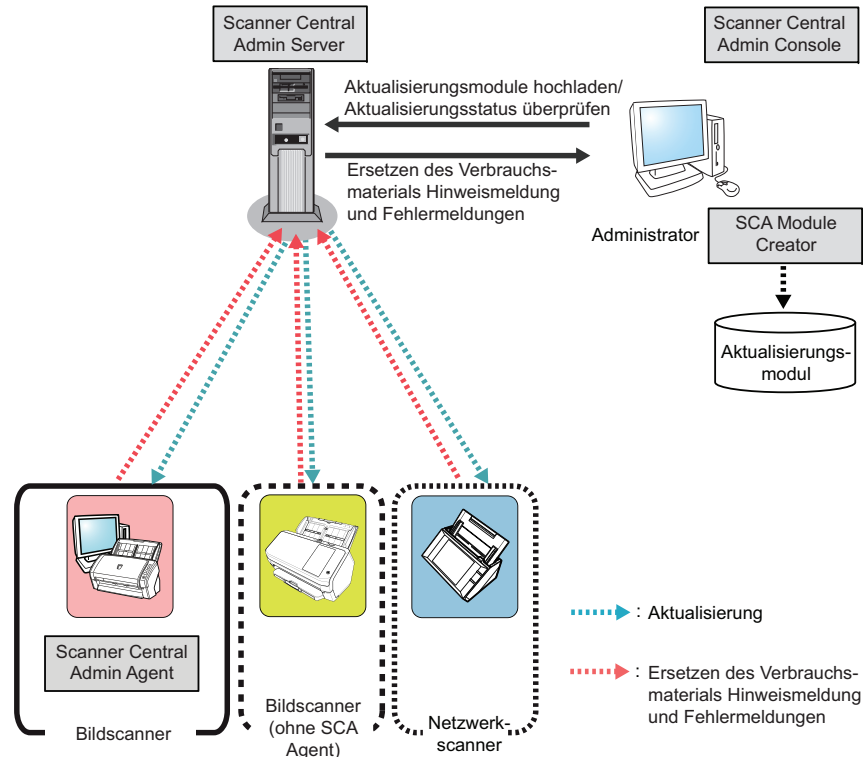 Scanner Central
Admin Server
Scanner Central
Admin Console
Aktualisierungsmodule hochladen/
Aktualisierungsstatus überprüfen
Ersetzen des Verbrauchs-
materials Hinweismeldung
und Fehlermeldungen
Administrator
SCA Module
Creator
Aktualisierungs-
modul
Scanner Central
Admin Agent
Bildscanner
Bildscanner
(ohne SCA
Agent)
Netzwerk-
scanner
: Aktualisierung
: Ersetzen des Verbrauchs-
materials Hinweismeldung
und Fehlermeldungen